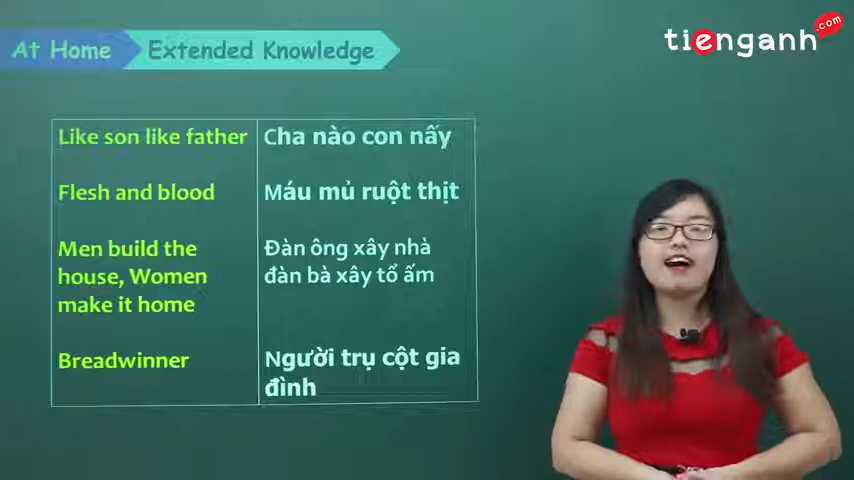 At Home
Extended Knowledge
tienganh
.com
Like son like father
Cha nào con nấy
Flesh and blood
Máu mủ ruột thịt
Men build the
house, Women
make it home
Đàn ông xây nhà
đàn bà xây tổ ấm
Breadwinner
Người trụ cột gia
đình